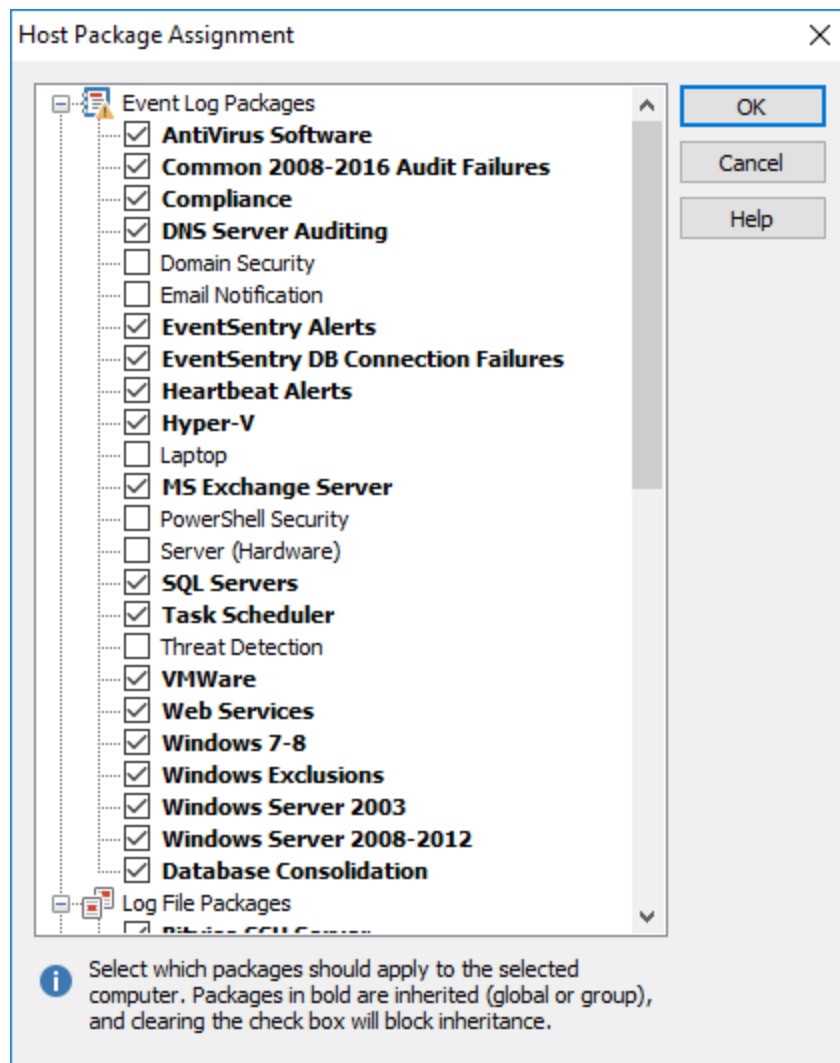 Host Package Assignment
Event Log Packages
OK
AntiVirus Software
Common 2008-2016 Audit Failures
Cancel
Compliance
Help
DNS Server Auditing
Domain Security
Email Notification
EventSentry Alerts
EventSentry DB Connection Failures
Heartbeat Alerts
Hyper-V
Laptop
MS Exchange Server
PowerShell Security
Server (Hardware)
SQL Servers
Task Scheduler
Threat Detection
VMWare
Web Services
Windows 7-8
Windows Exclusions
Windows Server 2003
Windows Server 2008-2012
Database Consolidation
Log File Packages
Select which packages should apply to the selected
computer. Packages in bold are inherited (global or group),
and clearing the check box will block inheritance.